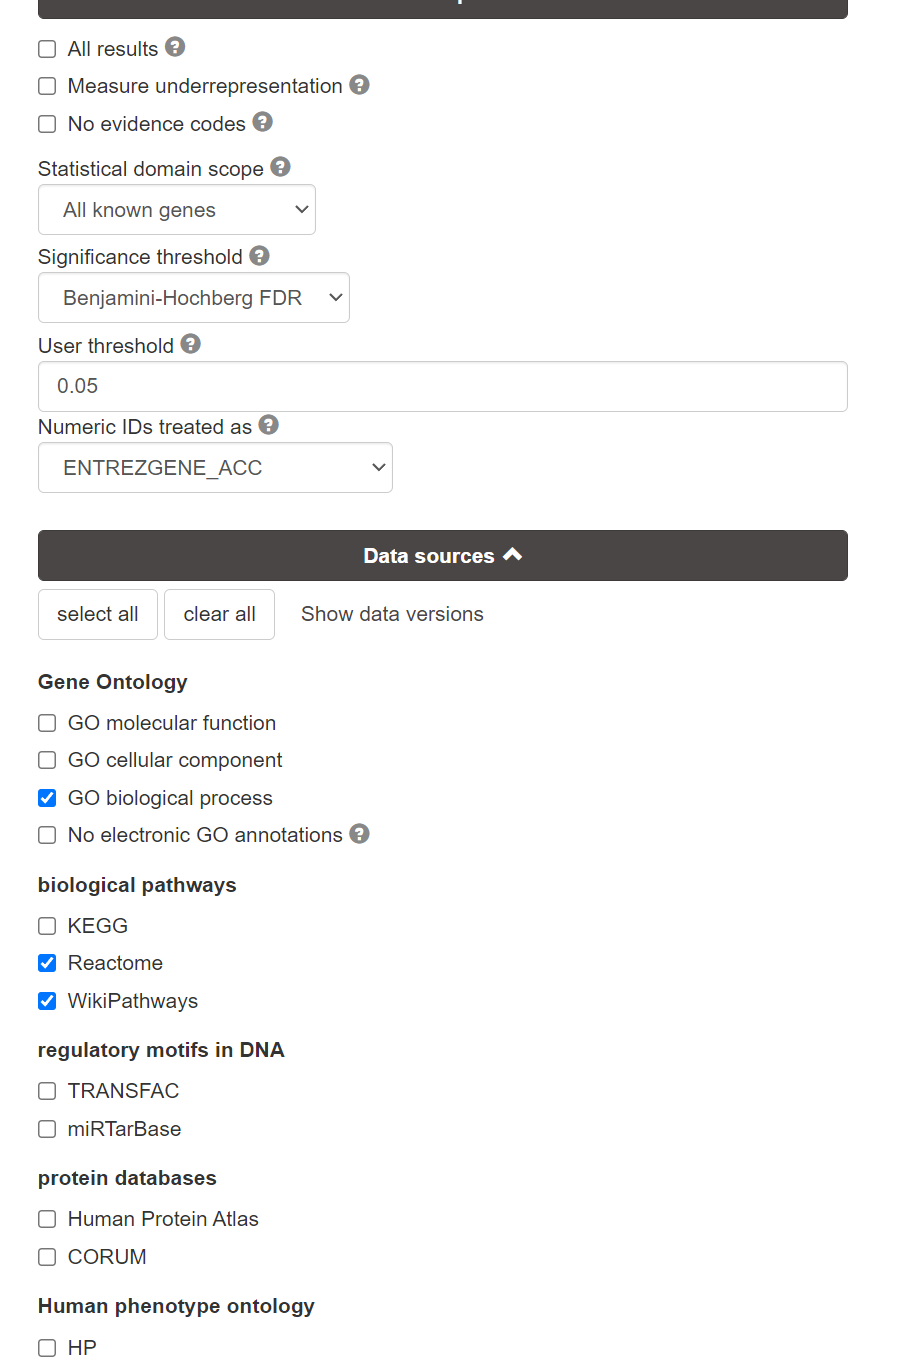 All results
Measure underrepresentation
No evidence codes
Statistical domain scope
All known genes
Significance threshold
Benjamini-Hochberg FDR
User threshold
0.05
Numeric IDs treated as
ENTREZGENE_ACC
Data sources
select all clear all Show data versions
Gene Ontology
GO molecular function
GO cellular component
GO biological process
No electronic GO annotations
biological pathways
KEGG
Reactome
WikiPathways
regulatory motifs in DNA
TRANSFAC
miRTarBase
protein databases
Human Protein Atlas
CORUM
Human phenotype ontology
HP